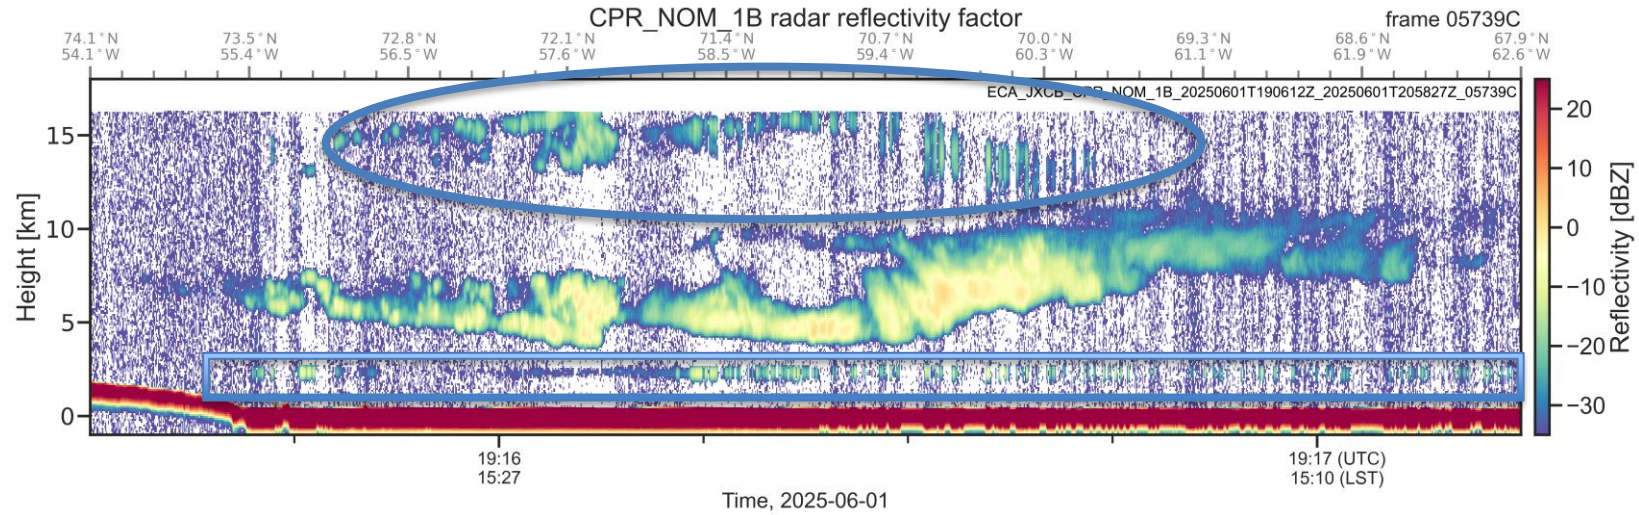 CPR_NOM_1B radar reflectivity factor
frame 05739C
74.1°N 73.5°N 72.8°N 72.1°N 71.4°N 70.7°N 70.0°N 69.3°N 68.6°N 67.9°N
54.1°W 55.4°W 56.5°W 57.6°W 58.5°W 59.4°W 60.3°W 61.1°W 61.9°W 62.6°W
ECA_JXCB_CPR_NOM_1B_20250601T190612Z_20250601T205827Z_05739C
Height [km]
15
10
5
0
20
10
0
−10
−20
−30
Reflectivity [dBZ]
19:16 19:17 (UTC)
15:27 15:10 (LST)
Time, 2025-06-01